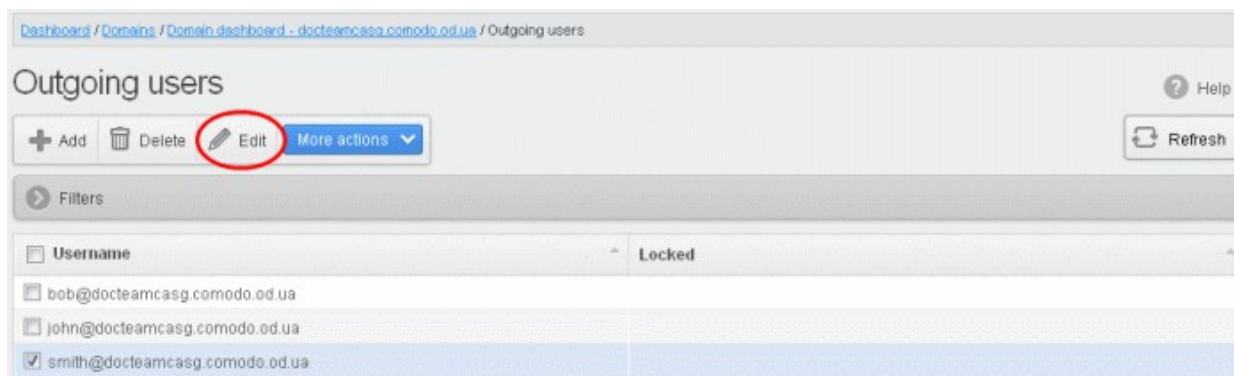 Dashboard / Domains / Domain dashboard - docteamcasg.comodo.od.ua / Outgoing users
Outgoing users
Help
Add Delete Edit More actions
Refresh
Filters
Username Locked
bob@docteamcasg.comodo.od.ua
john@docteamcasg.comodo.od.ua
smith@docteamcasg.comodo.od.ua